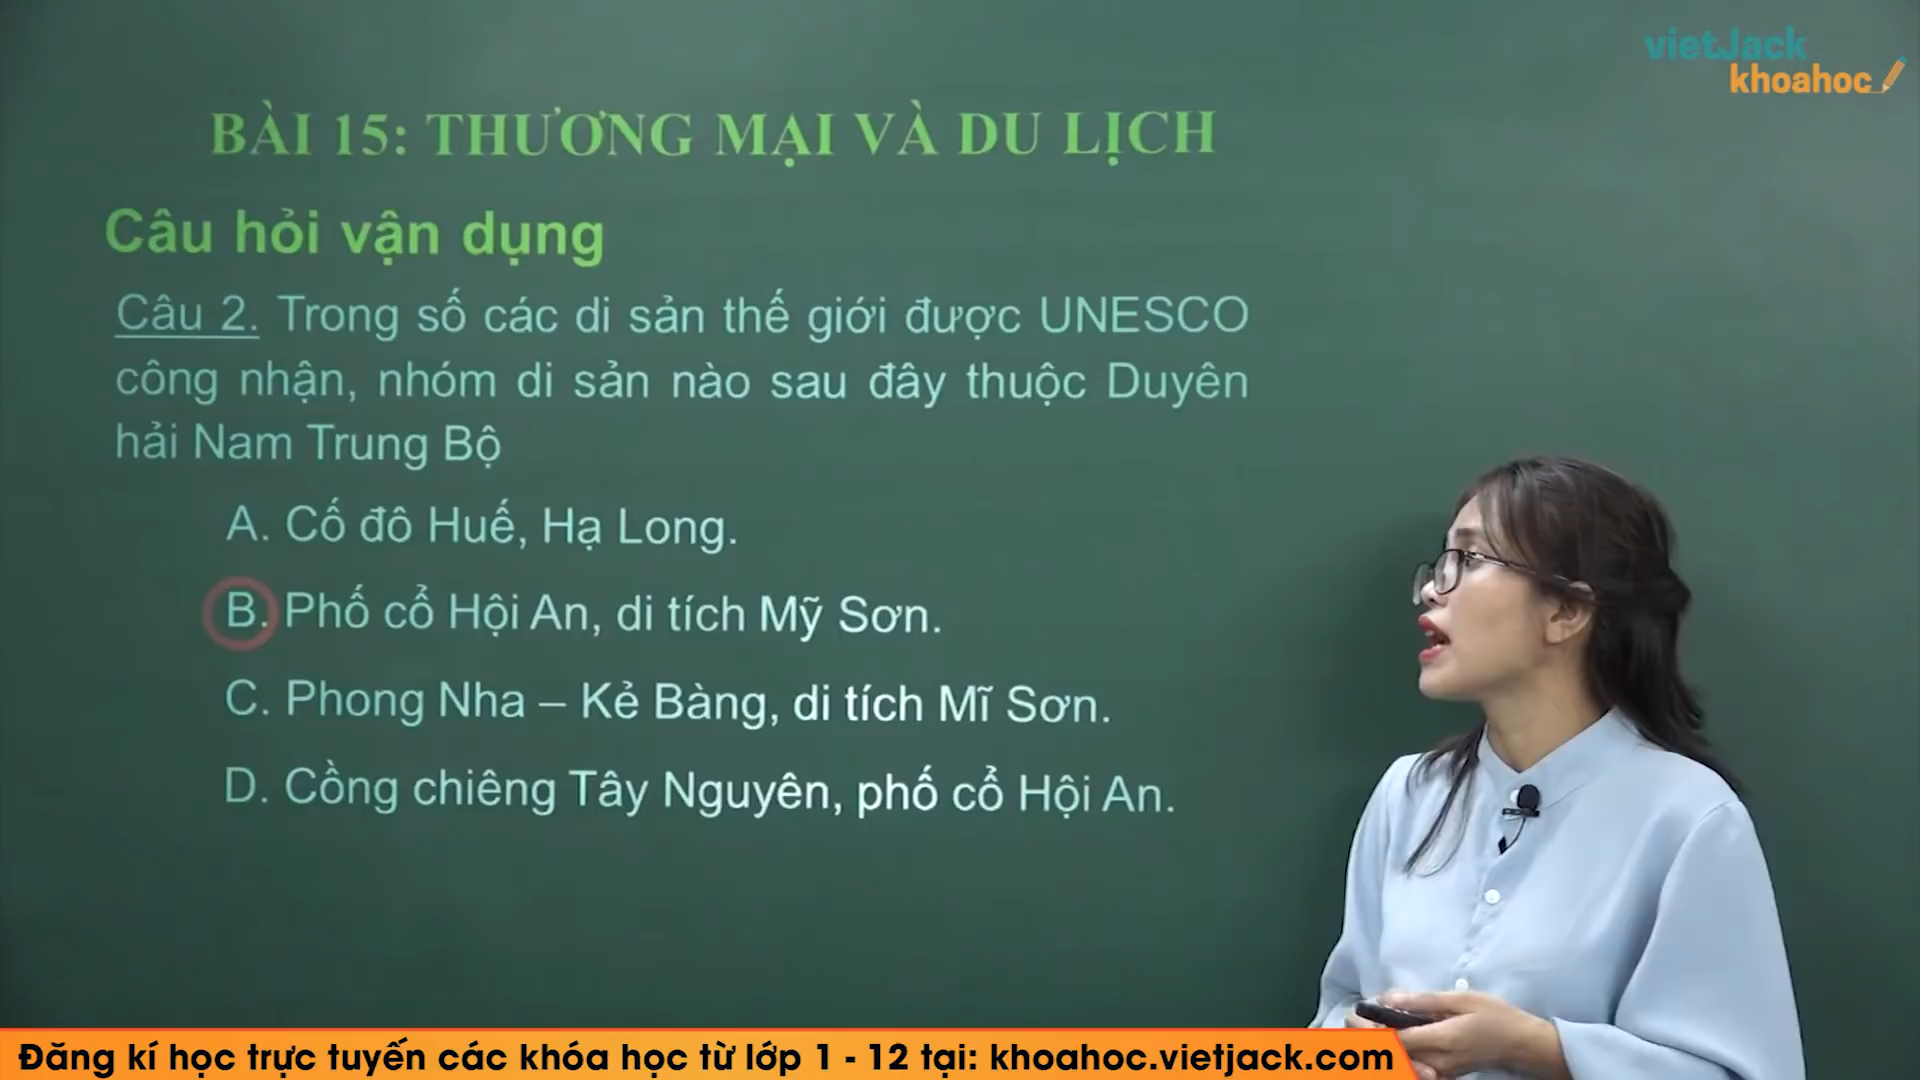 vietJack
khoahoc
BÀI 15: THƯƠNG MẠI VÀ DU LỊCH
Câu hỏi vận dụng
Câu 2. Trong số các di sản thế giới được UNESCO
công nhận, nhóm di sản nào sau đây thuộc Duyên
hải Nam Trung Bộ
A. Cố đô Huế, Hạ Long.
B. Phố cổ Hội An, di tích Mỹ Sơn.
C. Phong Nha – Kẻ Bàng, di tích Mĩ Sơn.
D. Cồng chiêng Tây Nguyên, phố cổ Hội An.
Đăng kí học trực tuyến các khóa học từ lớp 1 - 12 tại: khoahoc.vietjack.com